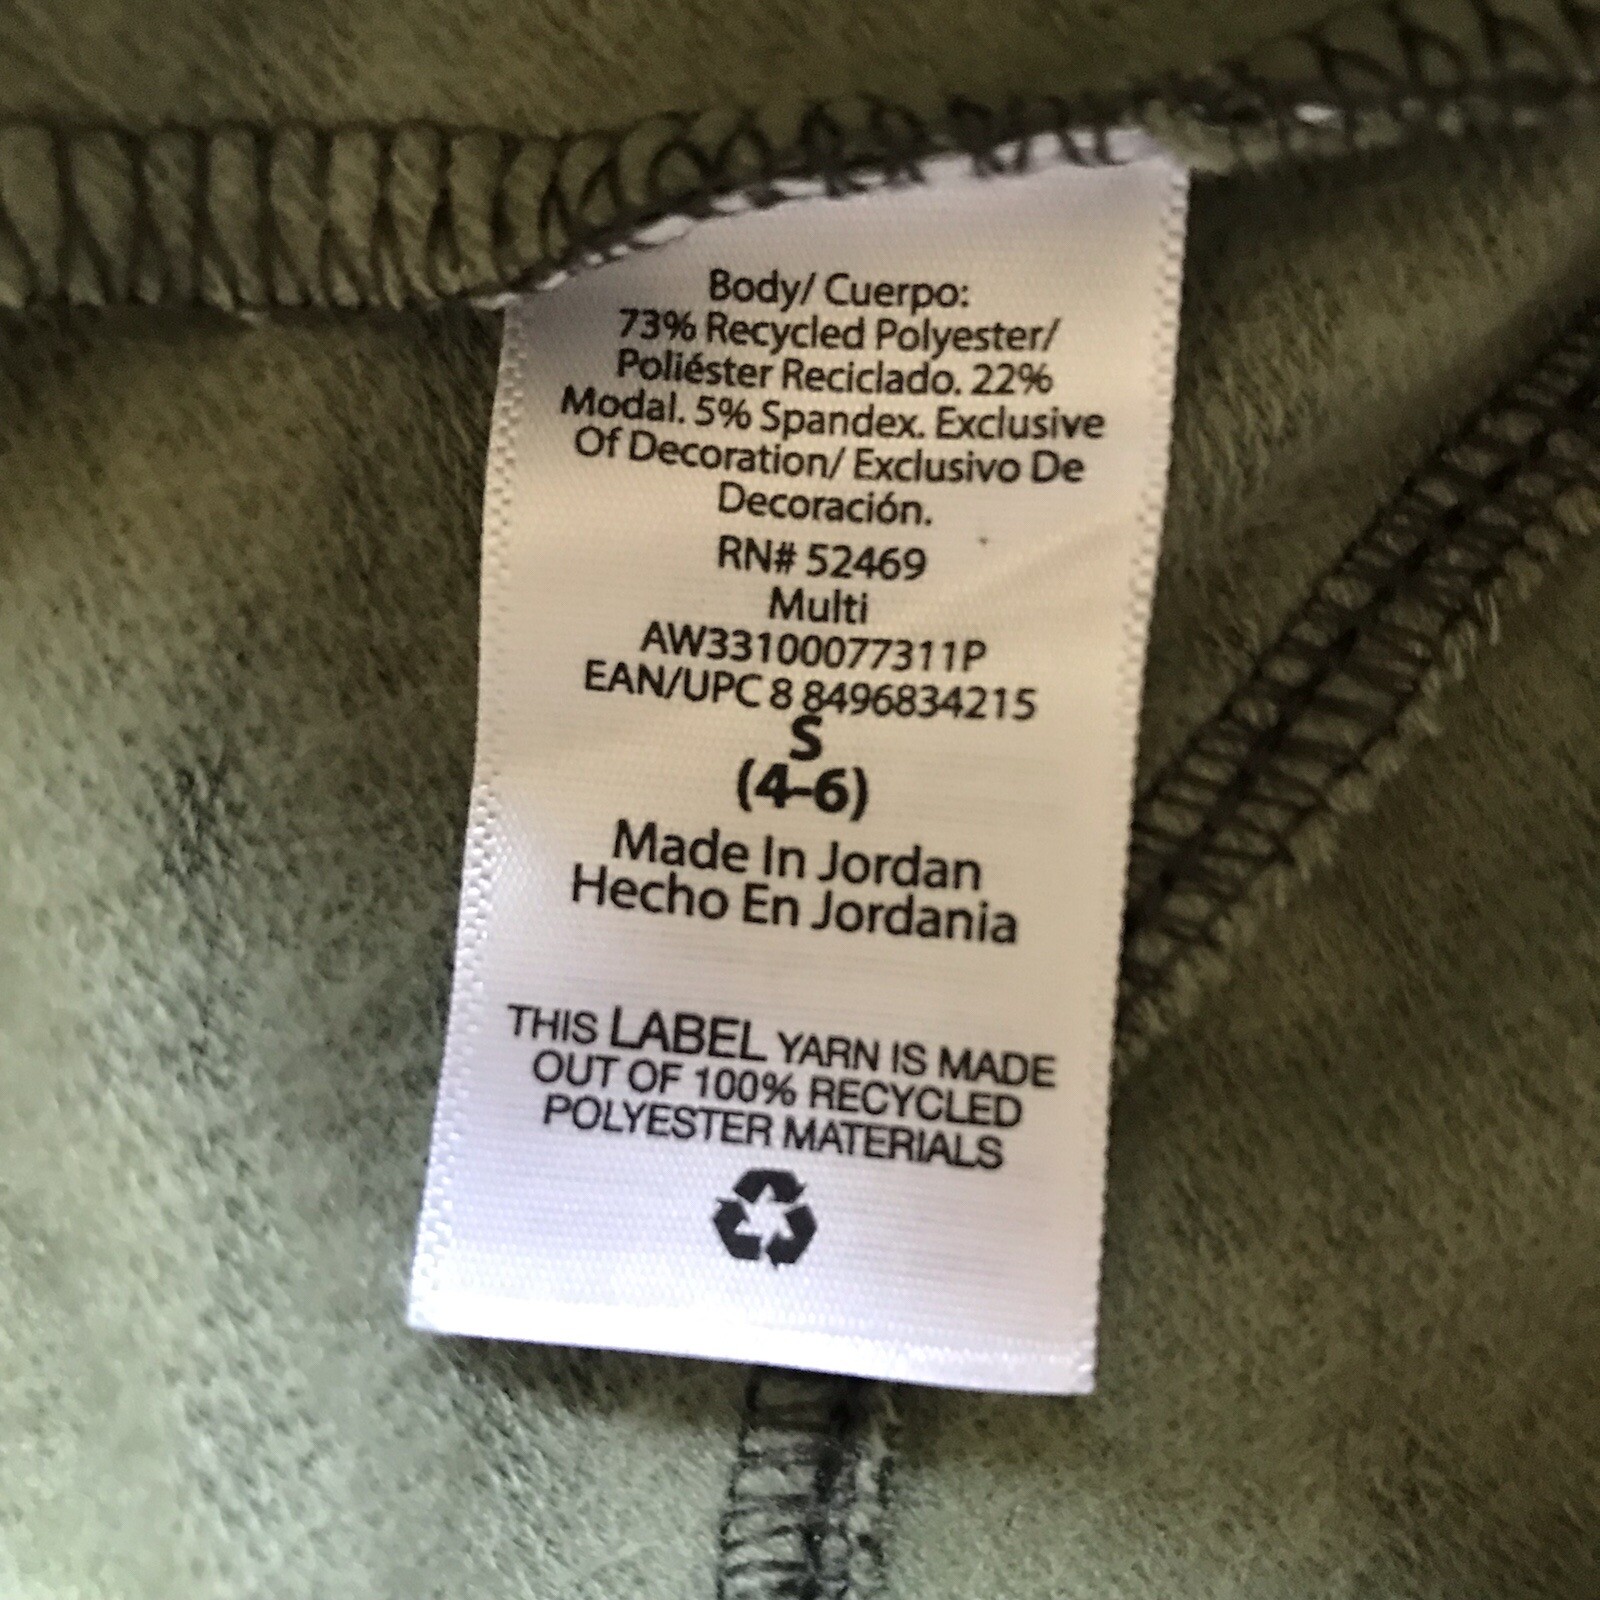 Body/ Cuerpo:
73% Recycled Polyester/
Poliéster Reciclado. 22%
Modal. 5% Spandex. Exclusive
Of Decoration/ Exclusivo De
Decoración.
RN# 52469
Multi
AW33100077311P
EAN/UPC 8 8496834215
S
(4-6)
Made In Jordan
Hecho En Jordania
THIS LABEL YARN IS MADE
OUT OF 100% RECYCLED
POLYESTER MATERIALS